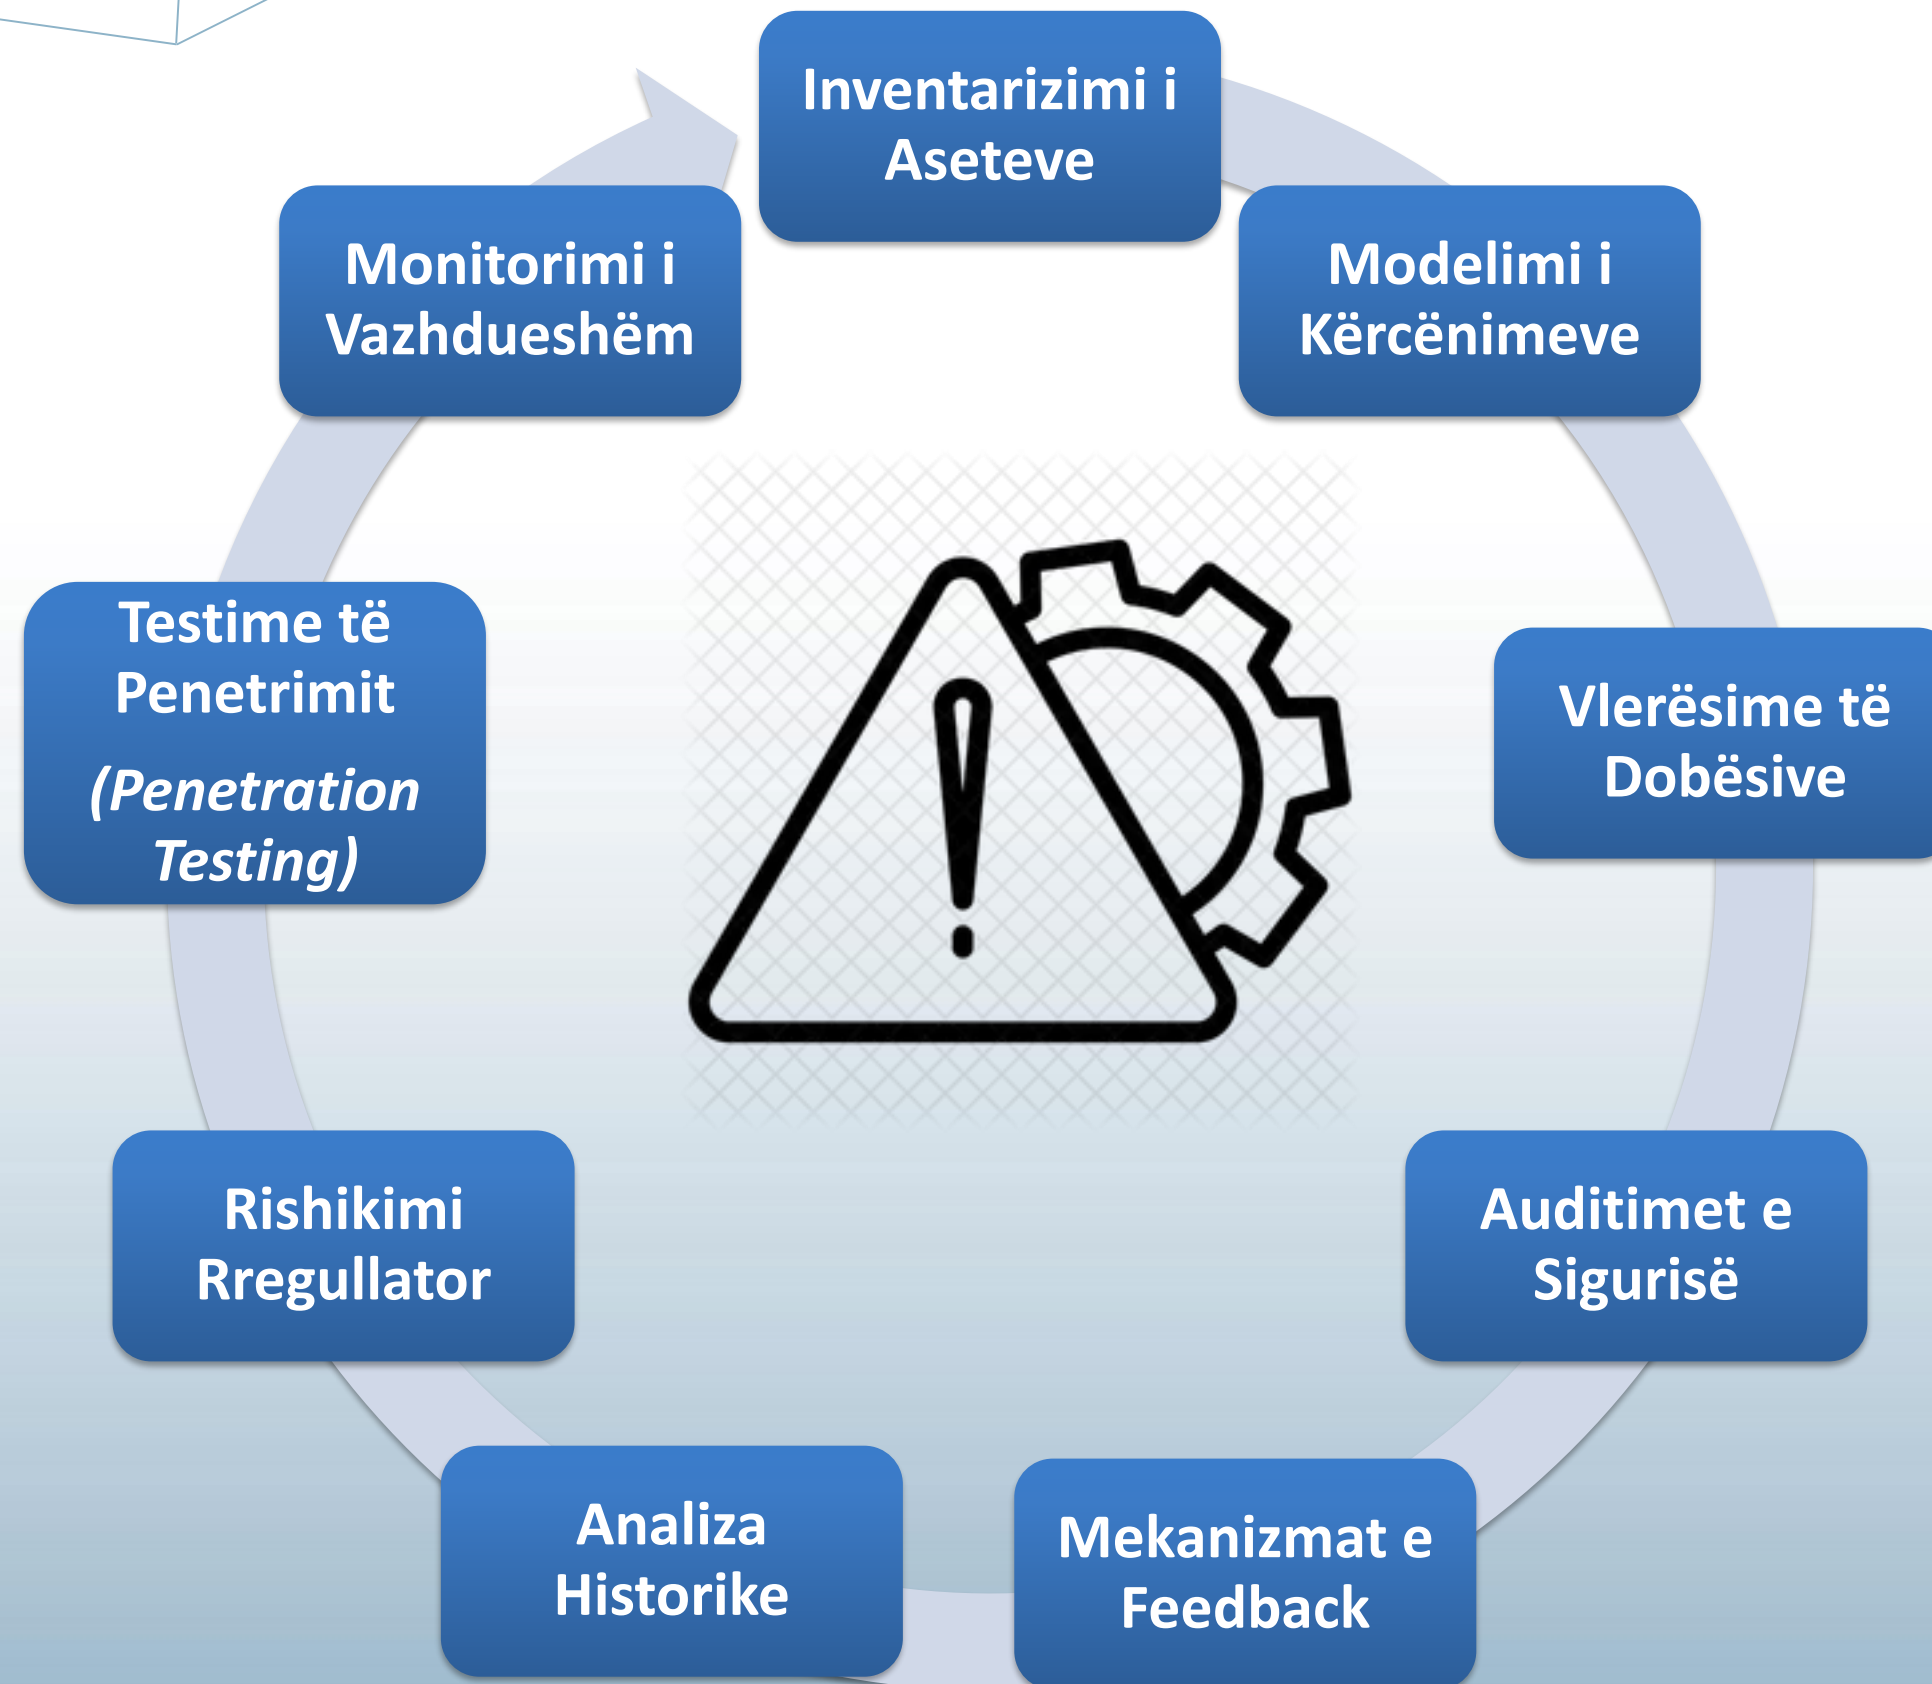 Inventarizimi i
Aseteve
Modelimi i
Kërcënimeve
Vlerësime të
Dobësive
Auditimet e
Sigurisë
Mekanizmat e
Feedback
Analiza
Historike
Rishikimi
Rregullator
Testime të
Penetrimit
(Penetration
Testing)
Monitorimi i
Vazhdueshëm